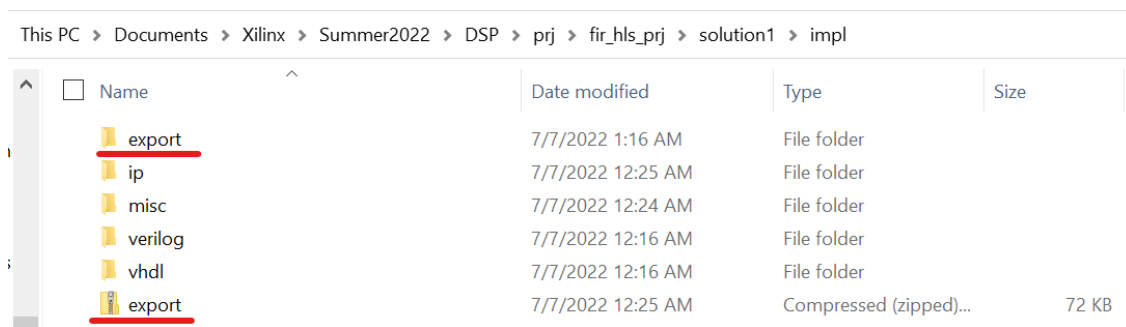 This PC > Documents > Xilinx > Summer2022 > DSP > prj > fir_hls_prj > solution1 > impl
Name Date modified Type Size
export 7/7/2022 1:16 AM File folder
ip 7/7/2022 12:25 AM File folder
misc 7/7/2022 12:24 AM File folder
verilog 7/7/2022 12:16 AM File folder
vhdl 7/7/2022 12:16 AM File folder
export 7/7/2022 12:25 AM Compressed (zipped)... 72 KB